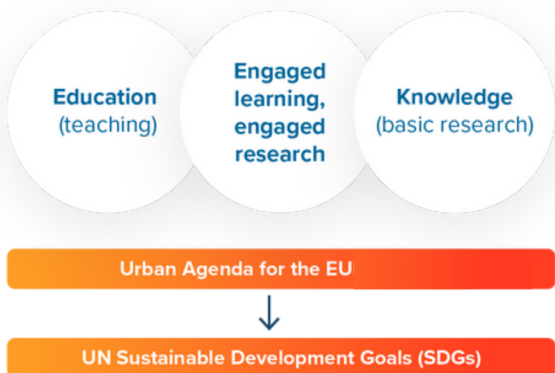 Education
(teaching)
Engaged
learning,
engaged
research
Knowledge
(basic research)
Urban Agenda for the EU
UN Sustainable Development Goals (SDGs)